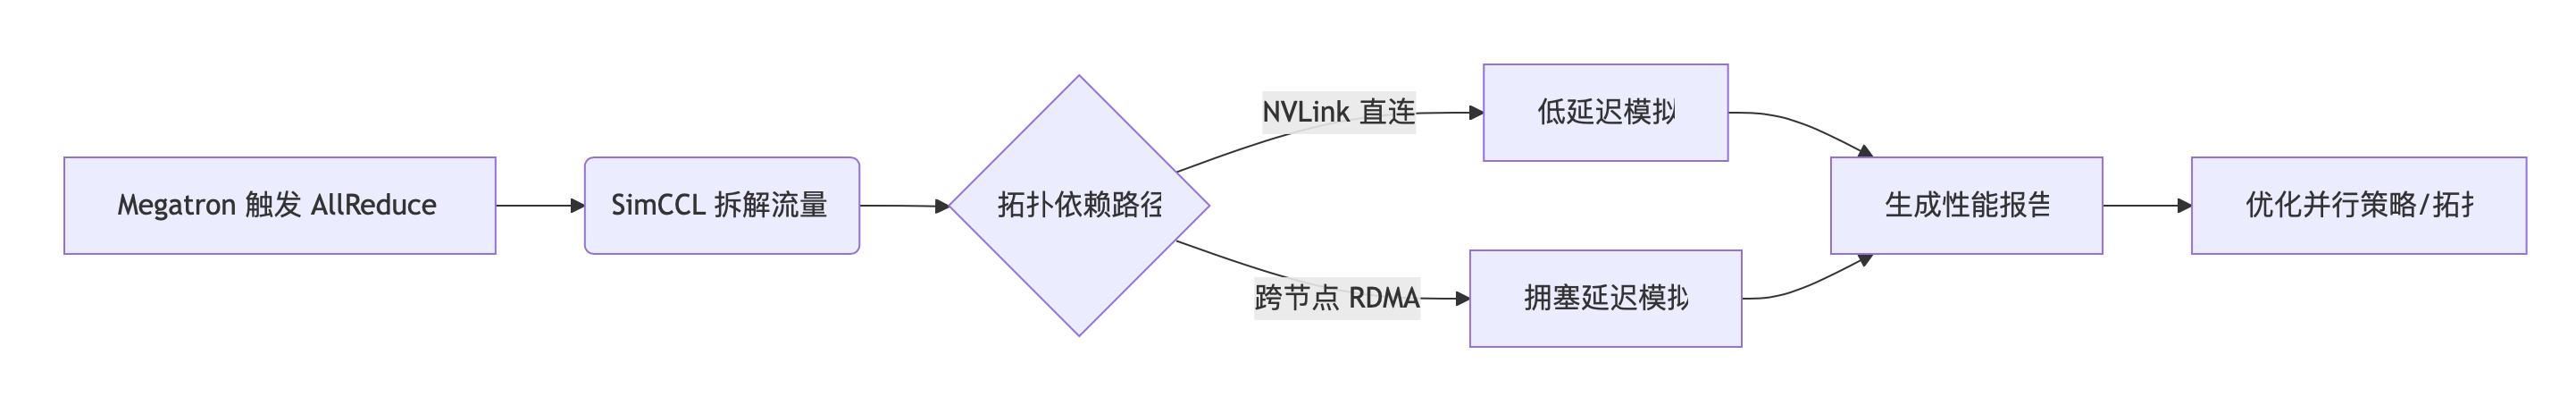 Megatron 触发 AllReduce
SimCCL 拆解流量
拓扑依赖路径
NVLink 直连
低延迟模拟
跨节点 RDMA
拥塞延迟模拟
生成性能报告
优化并行策略/拓扑